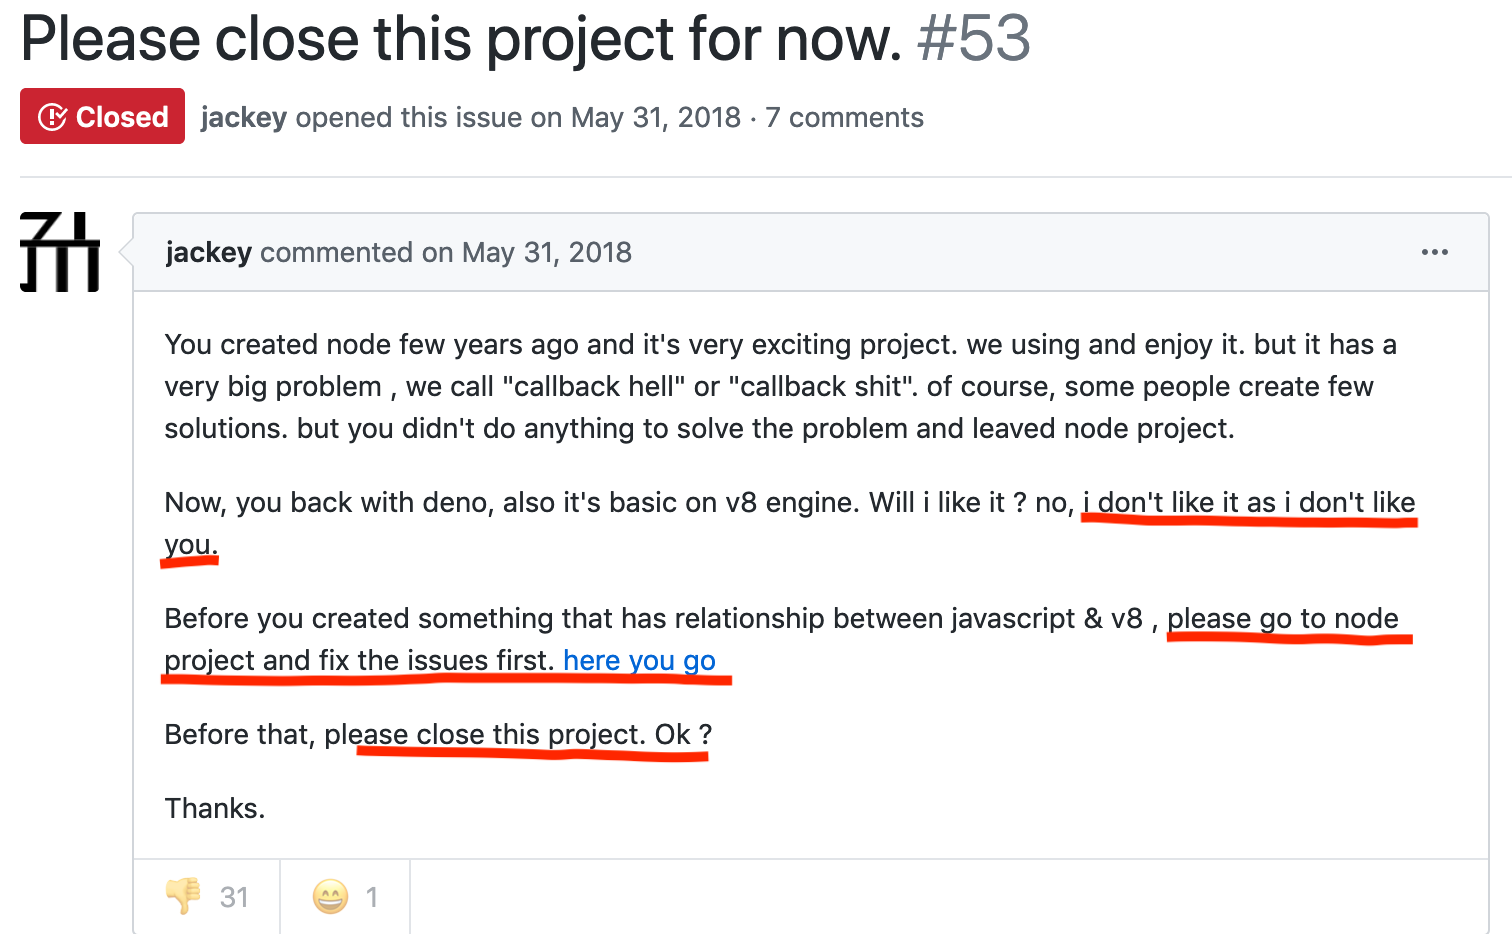 Please close this project for now. #53
Closed jackey opened this issue on May 31, 2018 · 7 comments
jackey commented on May 31, 2018
You created node few years ago and it's very exciting project. we using and enjoy it. but it has a
very big problem , we call "callback hell" or "callback shit". of course, some people create few
solutions. but you didn't do anything to solve the problem and leaved node project.
Now, you back with deno, also it's basic on v8 engine. Will i like it ? no, i don't like it as i don't like
you.
Before you created something that has relationship between javascript & v8 , please go to node
project and fix the issues first. here you go
Before that, please close this project. Ok ?
Thanks.
31 1